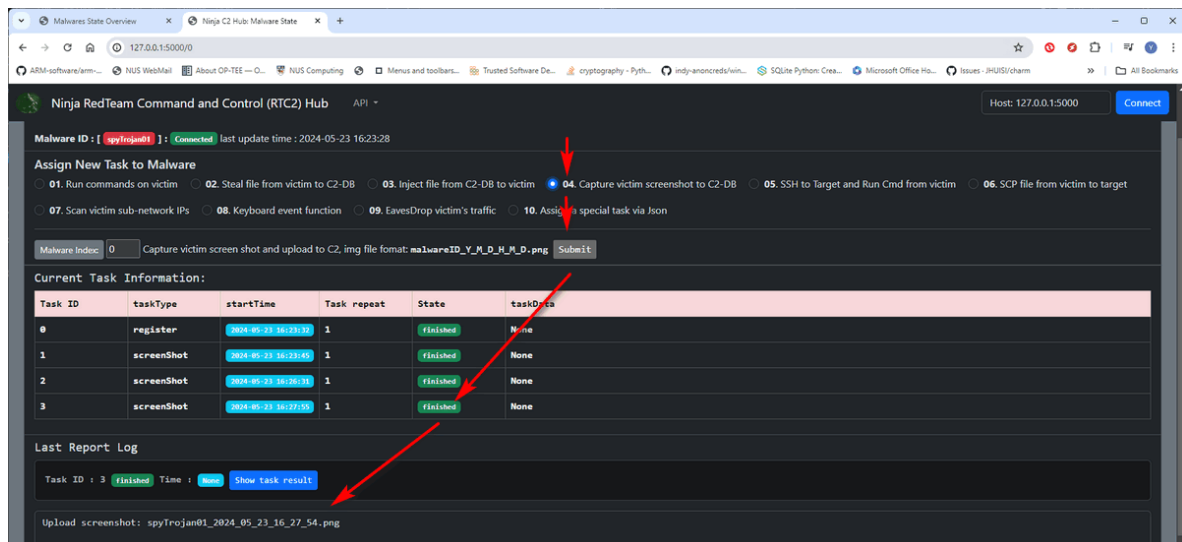 Malwares State Overview
Ninja C2 Hub: Malware State
127.0.0.1:5000/0
ARM-software/arm-... NUS WebMail About OP-TEE — O... NUS Computing Menus and toolbars... Trusted Software De... cryptography - Pyth... indy-anoncreds/win... SQLite Python: Crea... Microsoft Office Ho... Issues · JHUISI/charm » All Bookmarks
Ninja RedTeam Command and Control (RTC2) Hub API Host: 127.0.0.1:5000 Connect
Malware ID : [ spyTrojan01 ] : Connected last update time : 2024-05-23 16:23:28
Assign New Task to Malware
01. Run commands on victim 02. Steal file from victim to C2-DB 03. Inject file from C2-DB to victim 04. Capture victim screenshot to C2-DB 05. SSH to Target and Run Cmd from victim 06. SCP file from victim to target
07. Scan victim sub-network IPs 08. Keyboard event function 09. EavesDrop victim's traffic 10. Assign a special task via Json
Malware Index: 0 Capture victim screen shot and upload to C2, img file fomat: malwareID_Y_M_D_H_M_D.png Submit
Current Task Information:
Task ID taskType startTime Task repeat State taskData
0 register 2024-05-23 16:23:32 1 finished None
1 screenShot 2024-05-23 16:23:45 1 finished None
2 screenShot 2024-05-23 16:26:31 1 finished None
3 screenShot 2024-05-23 16:27:55 1 finished None
Last Report Log
Task ID : 3 finished Time : None Show task result
Upload screenshot: spyTrojan01_2024_05_23_16_27_54.png